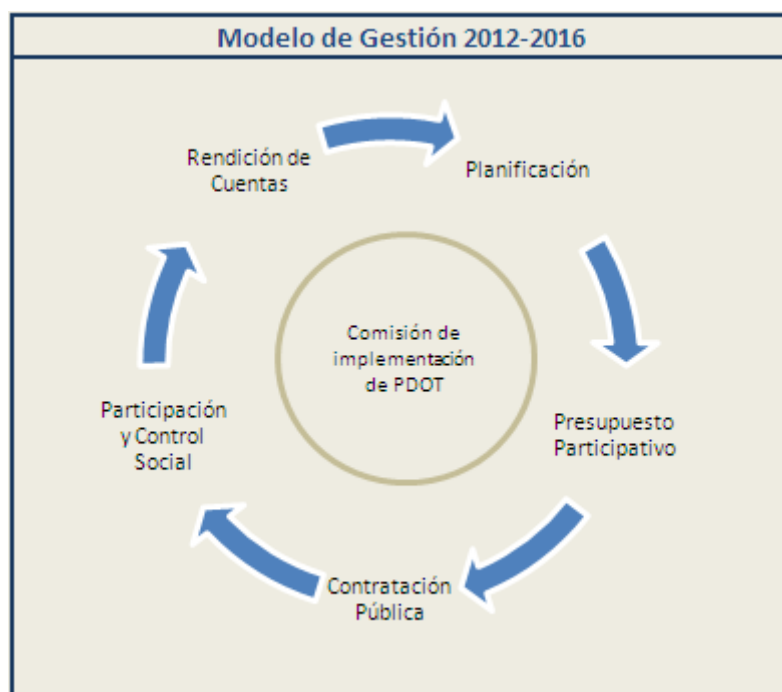 Modelo de Gestión 2012-2016
Rendición de
Cuentas
Planificación
Comisión de
implementación
de PDOT
Participación
y Control
Social
Presupuesto
Participativo
Contratación
Pública